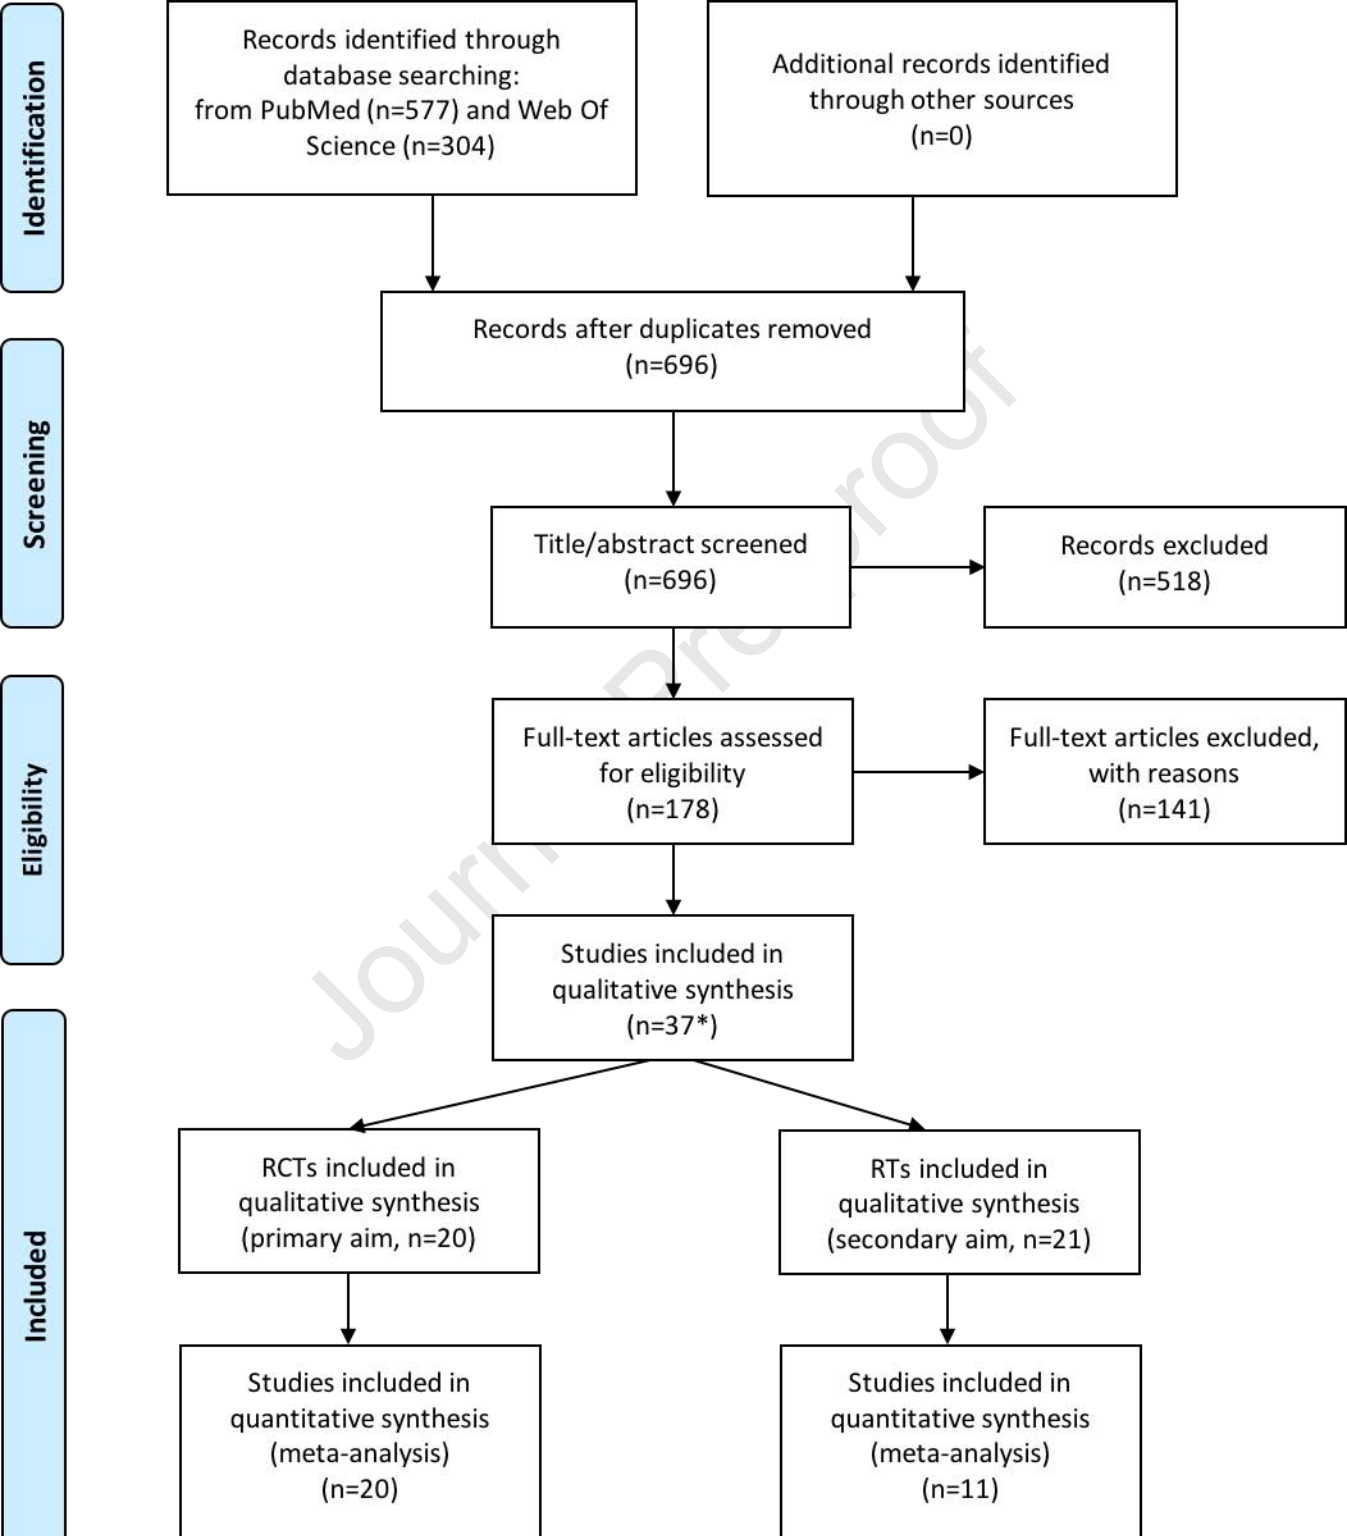 Identification
Records identified through
database searching:
from PubMed (n=577) and Web Of
Science (n=304)
Additional records identified
through other sources
(n=0)
Records after duplicates removed
(n=696)
Screening
Title/abstract screened
(n=696)
Records excluded
(n=518)
Eligibility
Full-text articles assessed
for eligibility
(n=178)
Full-text articles excluded,
with reasons
(n=141)
Studies included in
qualitative synthesis
(n=37*)
Included
RCTs included in
qualitative synthesis
(primary aim, n=20)
RTs included in
qualitative synthesis
(secondary aim, n=21)
Studies included in
quantitative synthesis
(meta-analysis)
(n=20)
Studies included in
quantitative synthesis
(meta-analysis)
(n=11)